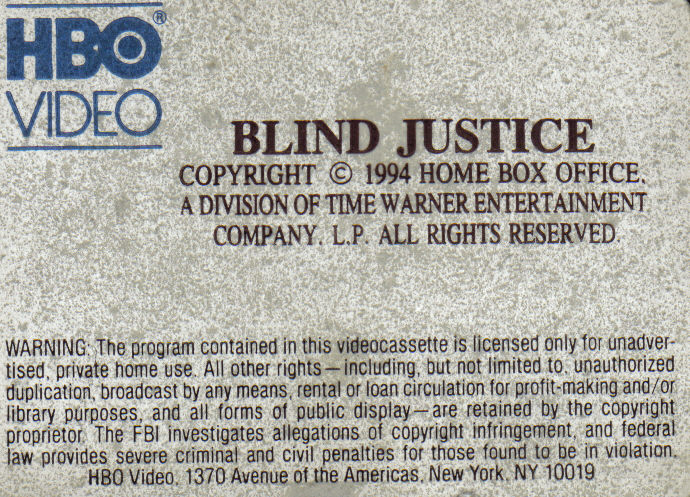 HBO®
VIDEO
BLIND JUSTICE
COPYRIGHT © 1994 HOME BOX OFFICE,
A DIVISION OF TIME WARNER ENTERTAINMENT
COMPANY, L.P. ALL RIGHTS RESERVED.
WARNING: The program contained in this videocassette is licensed only for unadver-
tised, private home use. All other rights—including, but not limited to, unauthorized
duplication, broadcast by any means, rental or loan circulation for profit-making and/or
library purposes, and all forms of public display—are retained by the copyright
proprietor. The FBI investigates allegations of copyright infringement, and federal
law provides severe criminal and civil penalties for those found to be in violation.
HBO Video, 1370 Avenue of the Americas, New York, NY 10019